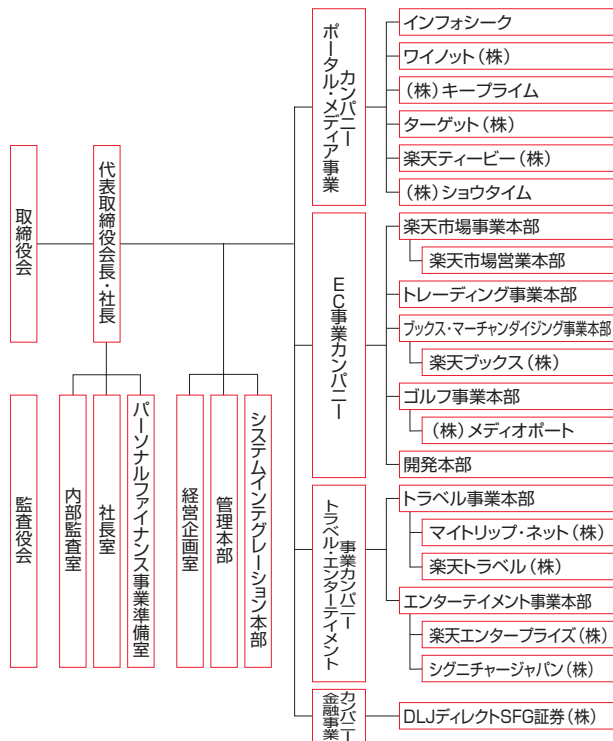 取締役会
代表取締役会長・社長
監査役会
内部監査室
社長室
パーソナルファイナンス事業準備室
経営企画室
管理本部
システムインテグレーション本部
ポータル・メディア事業
カンパニー
インフォシーク
ワイノット(株)
(株)キープライム
ターゲット(株)
楽天ティービー(株)
(株)ショウタイム
EC事業カンパニー
楽天市場事業本部
楽天市場営業本部
トレーディング事業本部
ブックス・マーチャンダイジング事業本部
楽天ブックス(株)
ゴルフ事業本部
(株)メディオポート
開発本部
トラベル・エンターテイメント
事業カンパニー
トラベル事業本部
マイトリップ・ネット(株)
楽天トラベル(株)
エンターテイメント事業本部
楽天エンタープライズ(株)
シグニチャージャパン(株)
金融事業
カンパニー
DLJディレクトSFG証券(株)